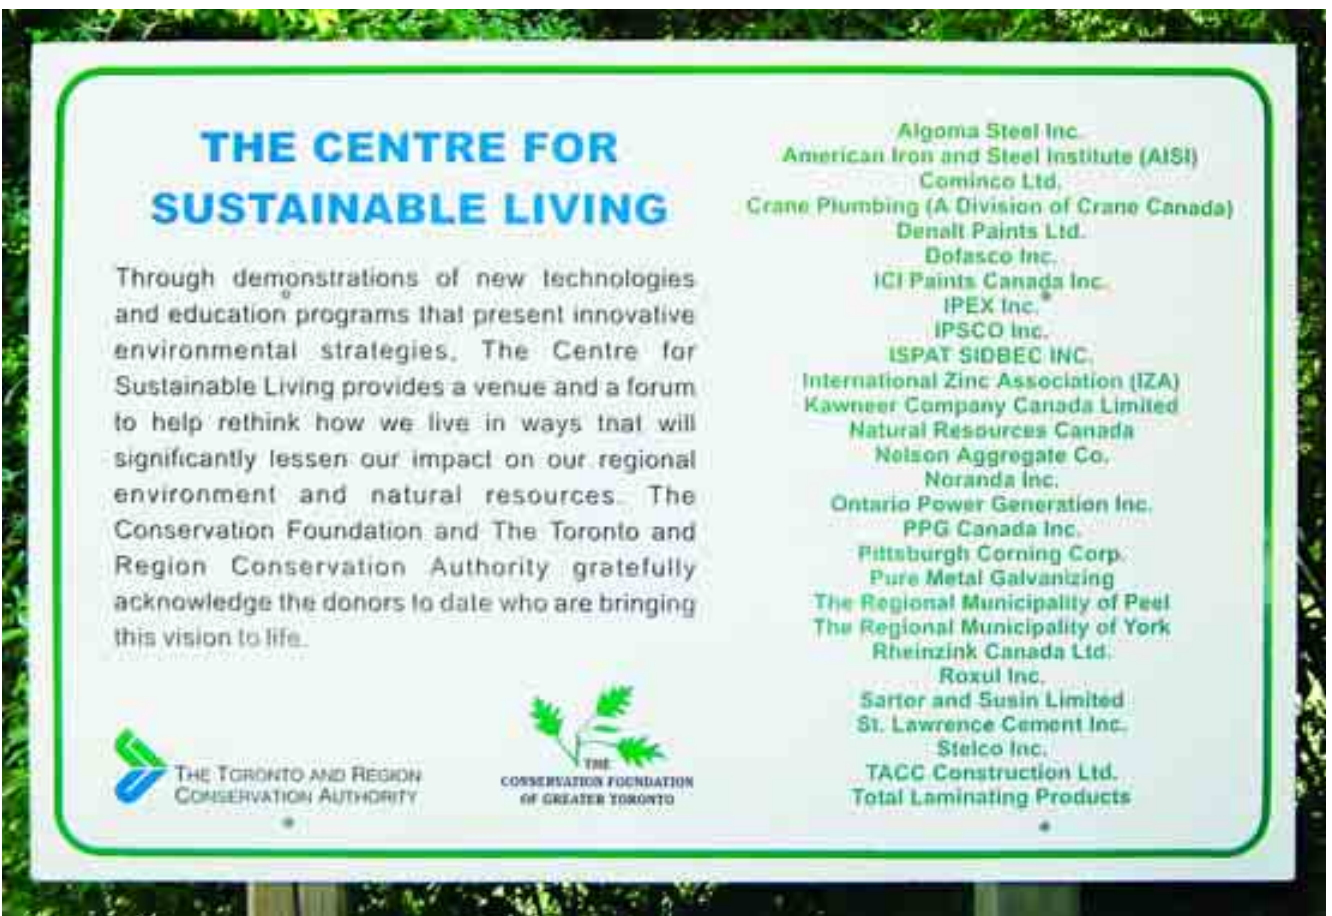 THE CENTRE FOR
SUSTAINABLE LIVING
Through demonstrations of new technologies
and education programs that present innovative
environmental strategies, The Centre for
Sustainable Living provides a venue and a forum
to help rethink how we live in ways that will
significantly lessen our impact on our regional
environment and natural resources. The
Conservation Foundation and The Toronto and
Region Conservation Authority gratefully
acknowledge the donors to date who are bringing
this vision to life.
THE TORONTO AND REGION
CONSERVATION AUTHORITY
THE
CONSERVATION FOUNDATION
OF GREATER TORONTO
Algoma Steel Inc.
American Iron and Steel Institute (AISI)
Cominco Ltd.
Crane Plumbing (A Division of Crane Canada)
Denalt Paints Ltd.
Dofasco Inc.
ICI Paints Canada Inc.
IPEX Inc.
IPSCO Inc.
ISPAT SIDBEC INC.
International Zinc Association (IZA)
Kawneer Company Canada Limited
Natural Resources Canada
Nelson Aggregate Co.
Noranda Inc.
Ontario Power Generation Inc.
PPG Canada Inc.
Pittsburgh Corning Corp.
Pure Metal Galvanizing
The Regional Municipality of Peel
The Regional Municipality of York
Rheinzink Canada Ltd.
Roxul Inc.
Sartor and Susin Limited
St. Lawrence Cement Inc.
Stelco Inc.
TACC Construction Ltd.
Total Laminating Products